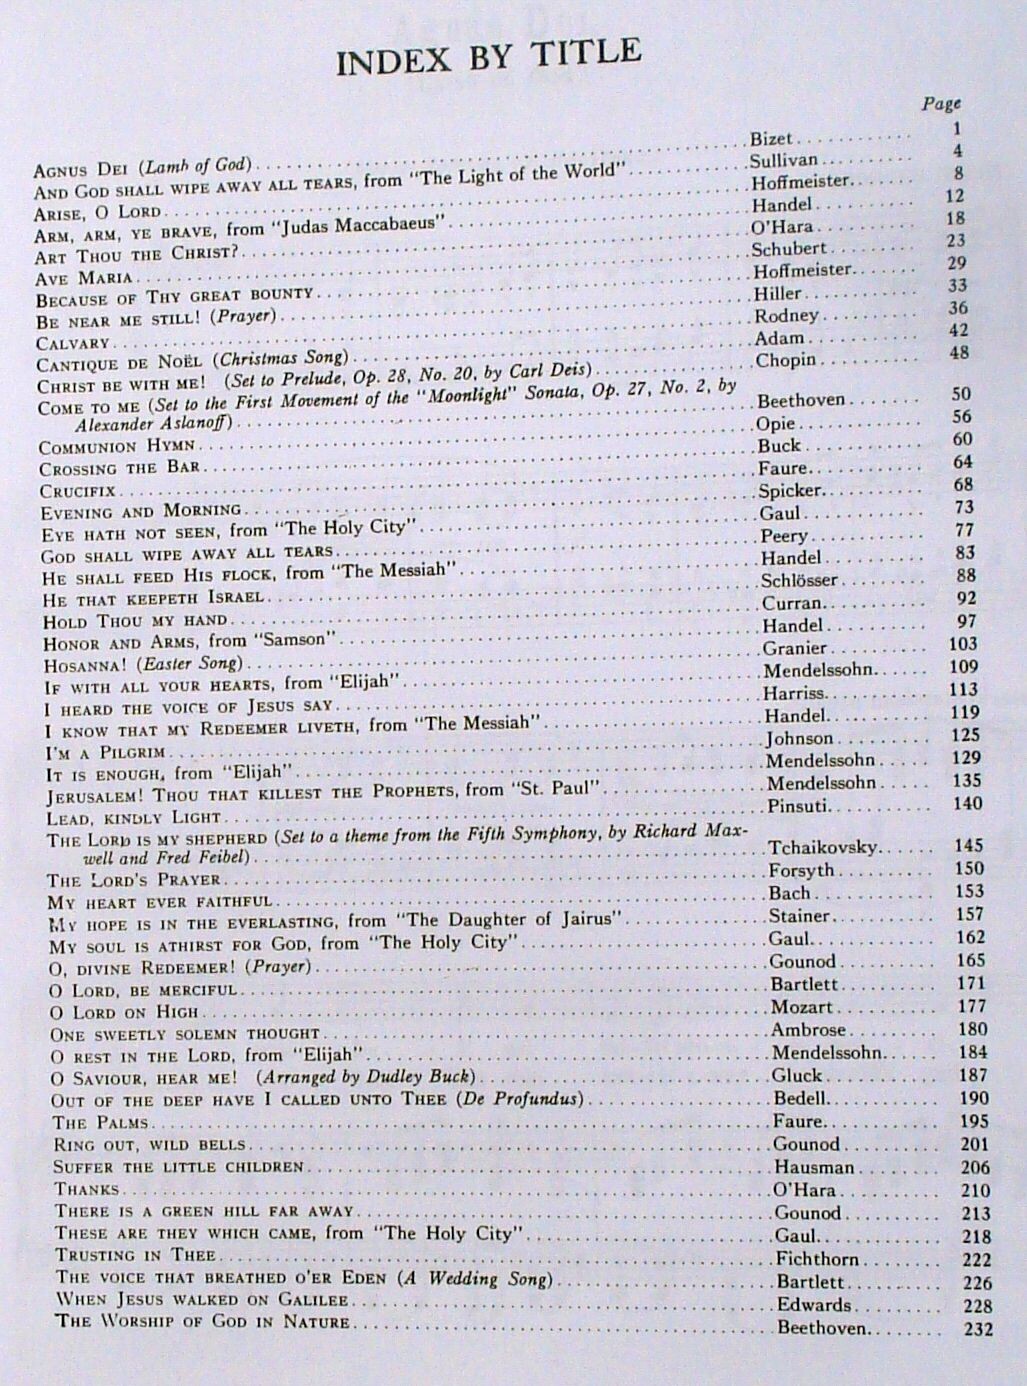 INDEX BY TITLE
Page
AGNUS DEI (Lamb of God) Bizet 1
AND GOD SHALL WIPE AWAY ALL TEARS, from "The Light of the World" Sullivan 4
ARISE, O LORD Hoffmeister 8
ARM, ARM, YE BRAVE, from "Judas Maccabaeus" Handel 12
ART THOU THE CHRIST? O'Hara 18
AVE MARIA Schubert 23
BECAUSE OF THY GREAT BOUNTY Hoffmeister 29
BE NEAR ME STILL! (Prayer) Hiller 33
CALVARY Rodney 36
CANTIQUE DE NOËL (Christmas Song) Adam 42
CHRIST BE WITH ME! (Set to Prelude, Op. 28, No. 20, by Carl Deis) Chopin 48
COME TO ME (Set to the First Movement of the "Moonlight" Sonata, Op. 27, No. 2, by
Alexander Aslanoff) Beethoven 50
COMMUNION HYMN Opie 56
CROSSING THE BAR Buck 60
CRUCIFIX Faure 64
EVENING AND MORNING Spicker 68
EYE HATH NOT SEEN, from "The Holy City" Gaul 73
GOD SHALL WIPE AWAY ALL TEARS Peery 77
HE SHALL FEED HIS FLOCK, from "The Messiah" Handel 83
HE THAT KEEPETH ISRAEL Schlösser 88
HOLD THOU MY HAND Curran 92
HONOR AND ARMS, from "Samson" Handel 97
HOSANNA! (Easter Song) Granier 103
IF WITH ALL YOUR HEARTS, from "Elijah" Mendelssohn 109
I HEARD THE VOICE OF JESUS SAY Harriss 113
I KNOW THAT MY REDEEMER LIVETH, from "The Messiah" Handel 119
I'M A PILGRIM Johnson 125
IT IS ENOUGH, from "Elijah" Mendelssohn 129
JERUSALEM! THOU THAT KILLEST THE PROPHETS, from "St. Paul" Mendelssohn 135
LEAD, KINDLY LIGHT Pinsuti 140
THE LORD IS MY SHEPHERD (Set to a theme from the Fifth Symphony, by Richard Max-
well and Fred Feibel) Tchaikovsky 145
THE LORD'S PRAYER Forsyth 150
MY HEART EVER FAITHFUL Bach 153
MY HOPE IS IN THE EVERLASTING, from "The Daughter of Jairus" Stainer 157
MY SOUL IS ATHIRST FOR GOD, from "The Holy City" Gaul 162
O, DIVINE REDEEMER! (Prayer) Gounod 165
O LORD, BE MERCIFUL Bartlett 171
O LORD ON HIGH Mozart 177
ONE SWEETLY SOLEMN THOUGHT Ambrose 180
O REST IN THE LORD, from "Elijah" Mendelssohn 184
O SAVIOUR, HEAR ME! (Arranged by Dudley Buck) Gluck 187
OUT OF THE DEEP HAVE I CALLED UNTO THEE (De Profundus) Bedell 190
THE PALMS Faure 195
RING OUT, WILD BELLS Gounod 201
SUFFER THE LITTLE CHILDREN Hausman 206
THANKS O'Hara 210
THERE IS A GREEN HILL FAR AWAY Gounod 213
THESE ARE THEY WHICH CAME, from "The Holy City" Gaul 218
TRUSTING IN THEE Fichthorn 222
THE VOICE THAT BREATHED O'ER EDEN (A Wedding Song) Bartlett 226
WHEN JESUS WALKED ON GALILEE Edwards 228
THE WORSHIP OF GOD IN NATURE Beethoven 232